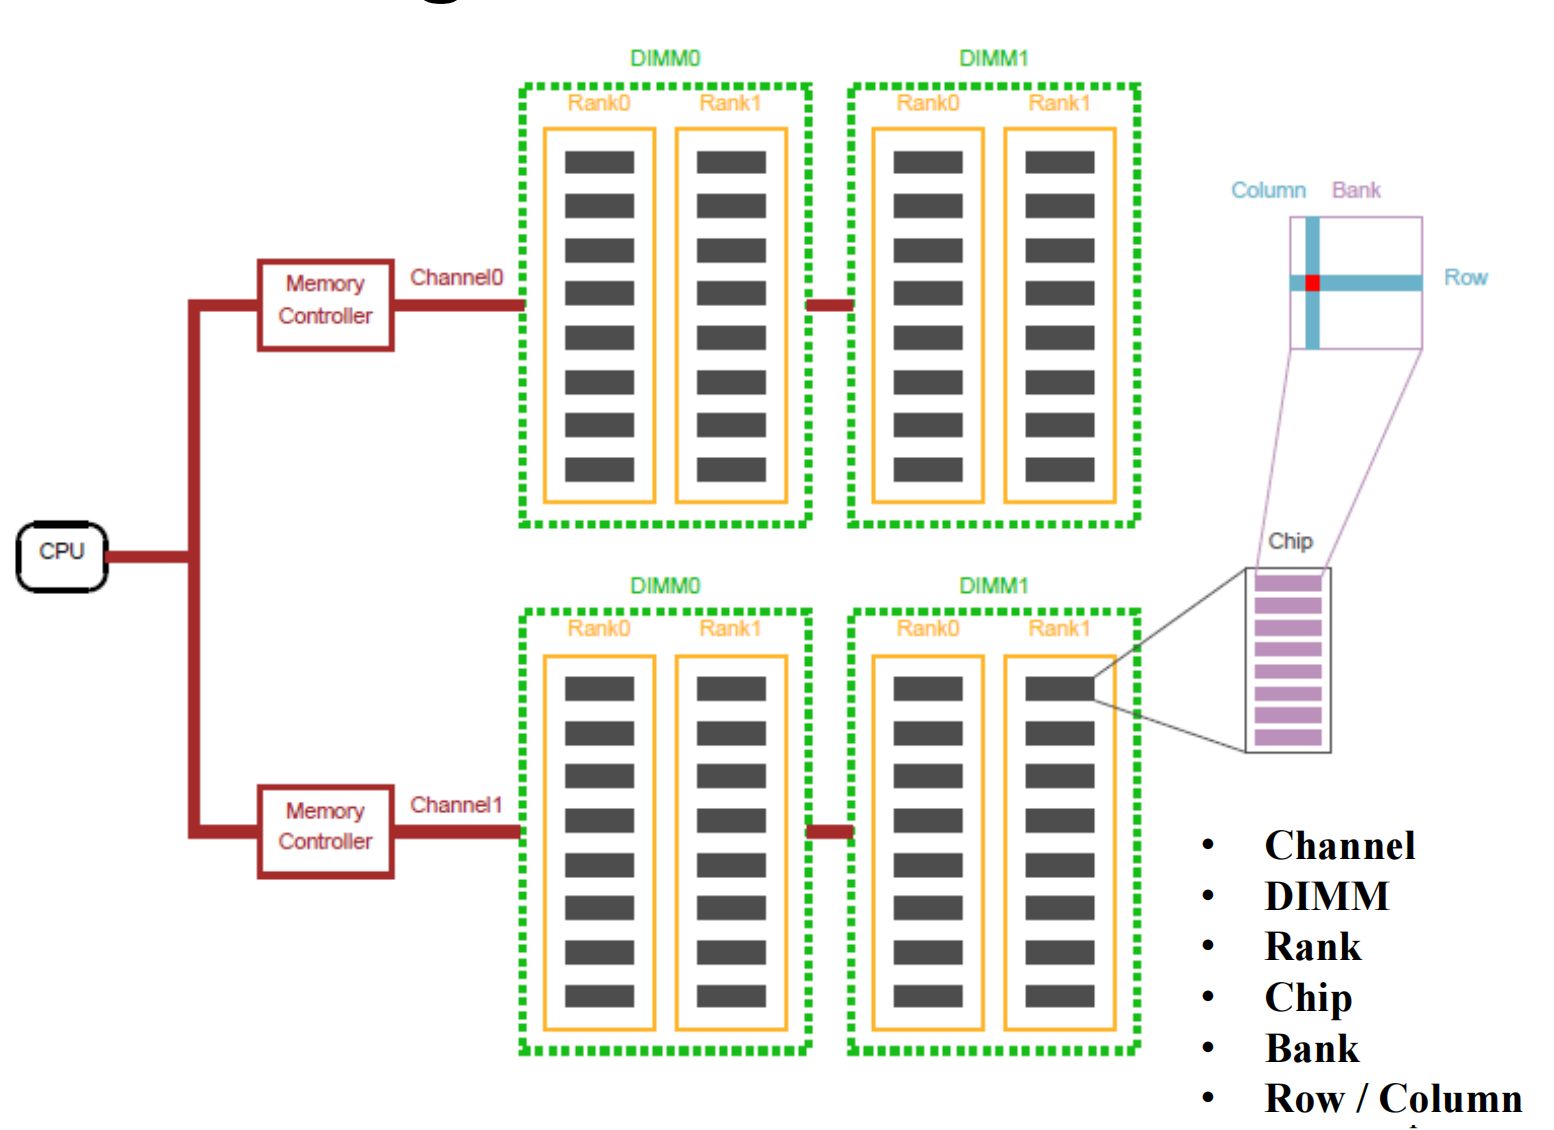 DIMM0
DIMM1
Rank0
Rank1
Rank0
Rank1
Memory
Controller
Channel0
Column
Bank
Row
CPU
Chip
DIMM0
DIMM1
Rank0
Rank1
Rank0
Rank1
Memory
Controller
Channel1
• Channel
• DIMM
• Rank
• Chip
• Bank
• Row / Column